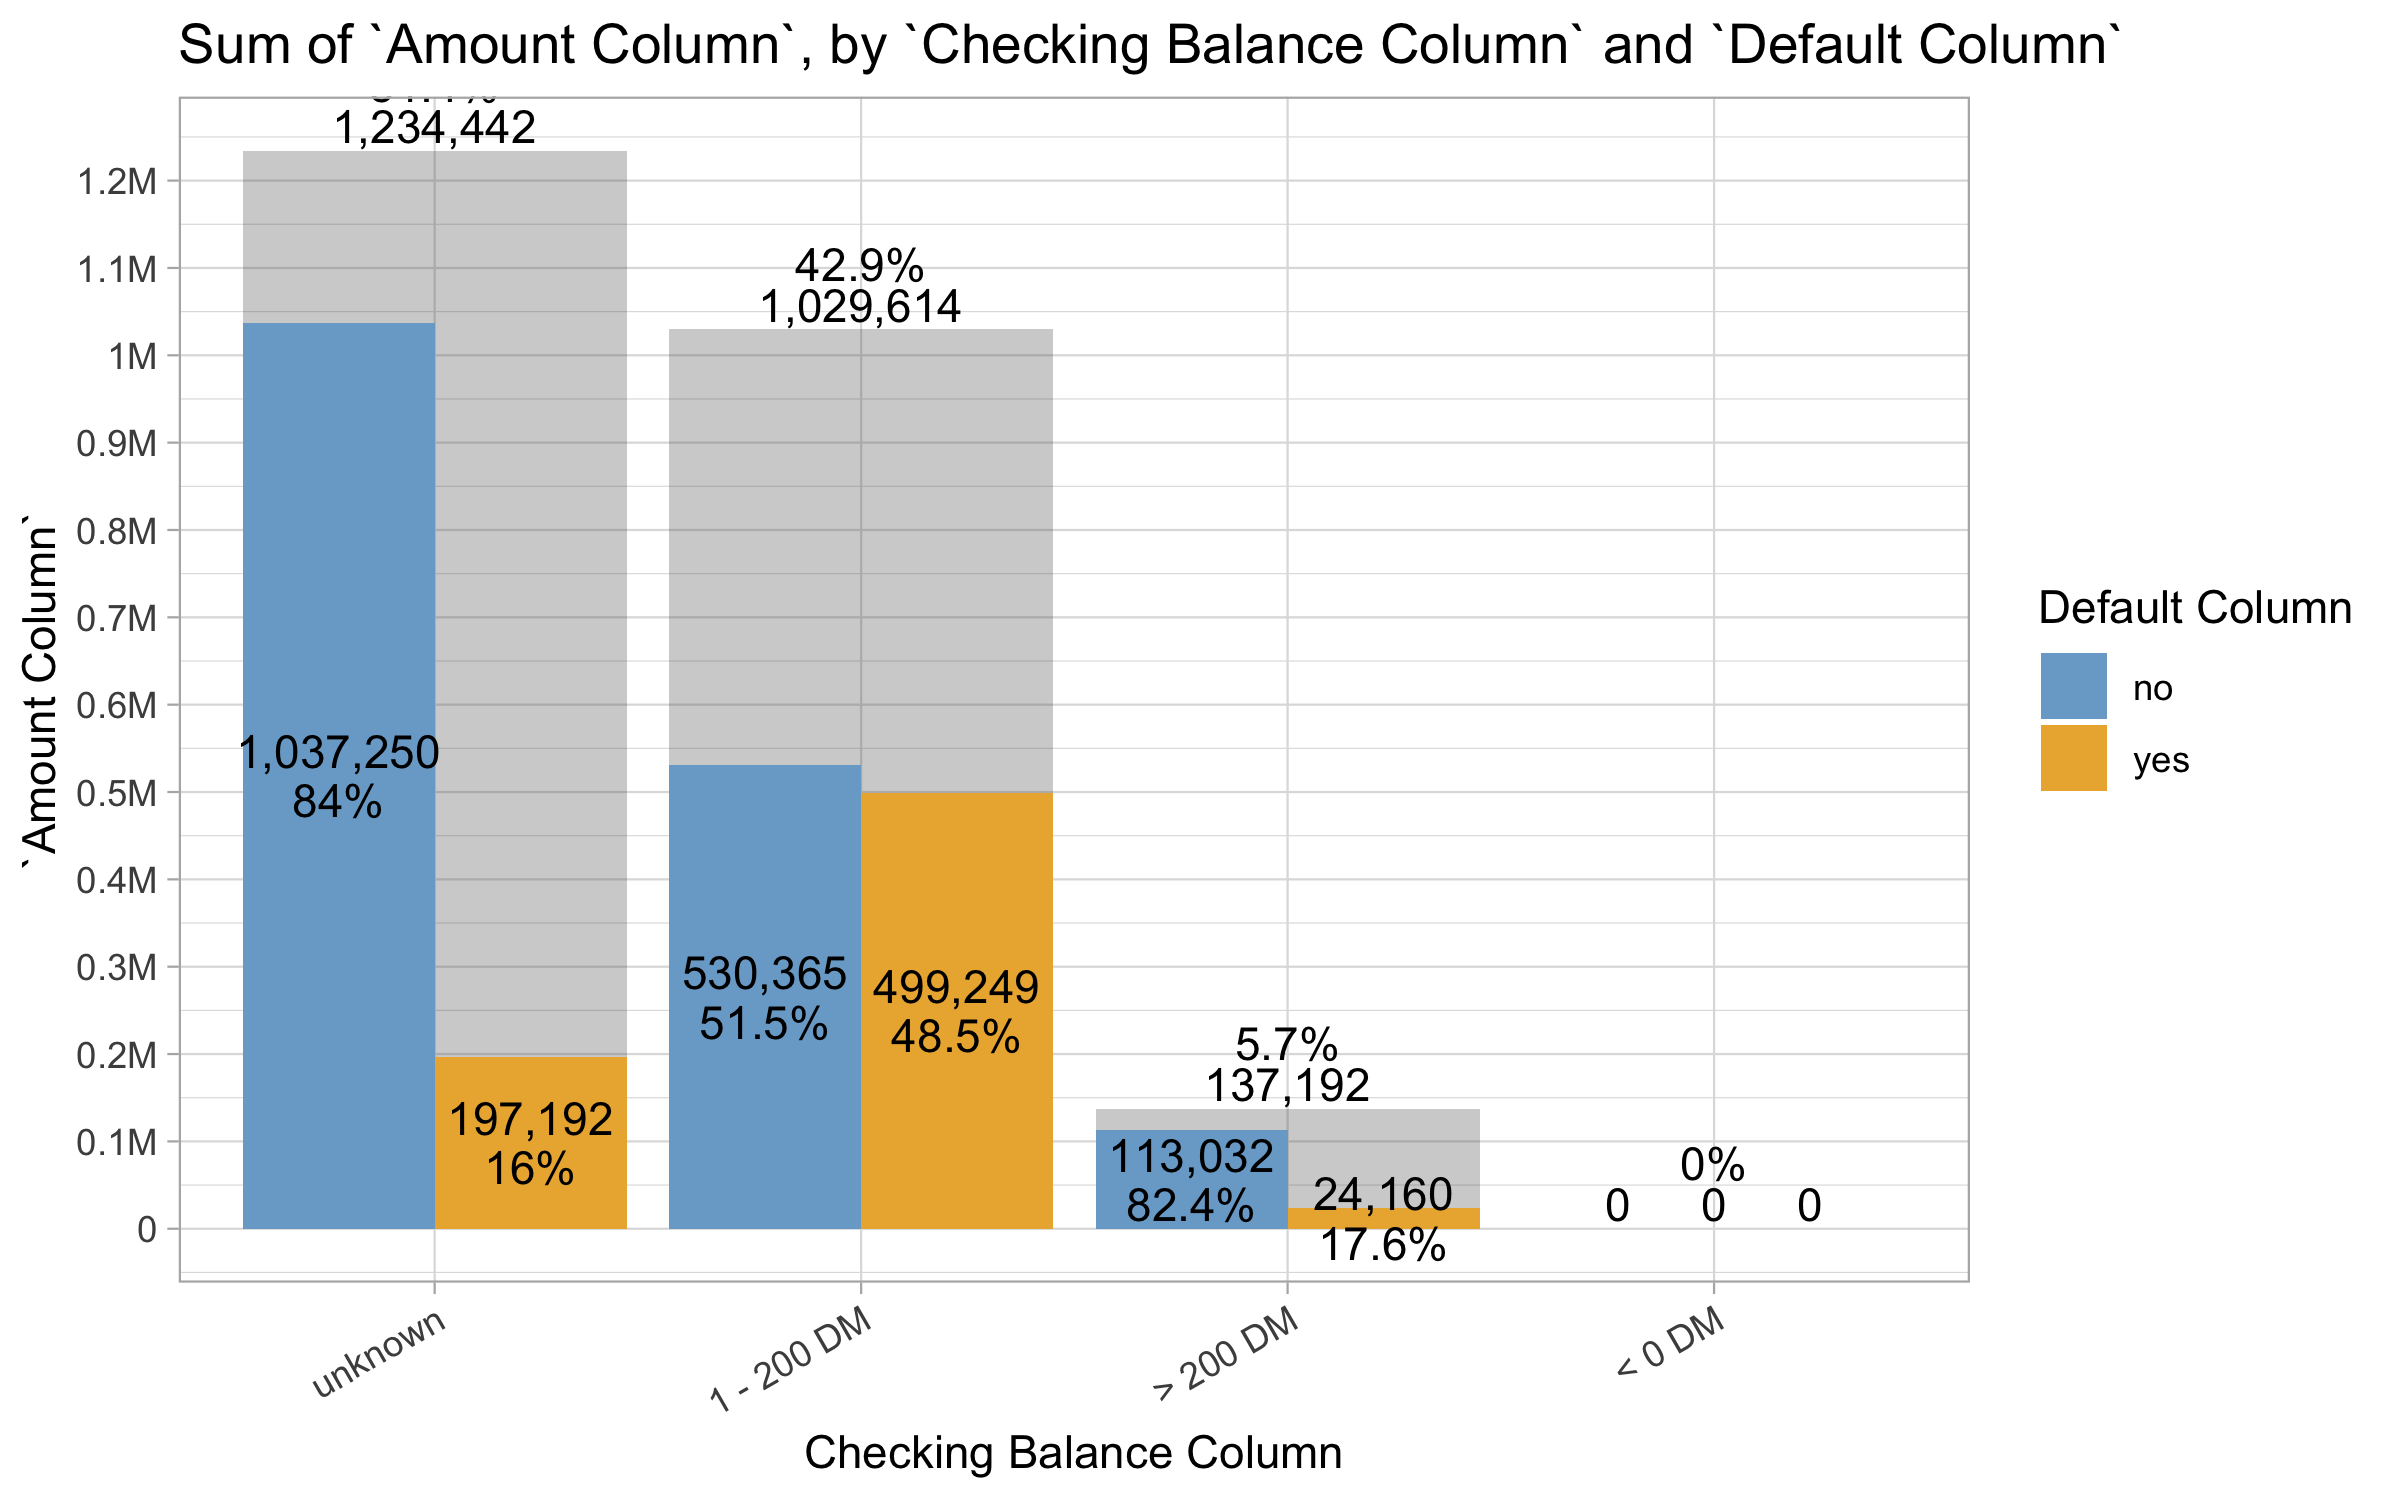 Sum of `Amount Column`, by `Checking Balance Column` and `Default Column`
1,234,442
1.2M
42.9%
1.1M
1,029,614
1M
0.9M
0.8M
0.7M
0.6M
0.5M
0.4M
0.3M
0.2M
0.1M
0
`Amount Column`
1,037,250
84%
197,192
16%
530,365
51.5%
499,249
48.5%
5.7%
137,192
113,032
82.4%
24,160
17.6%
0%
0 0 0
unknown
1 - 200 DM
> 200 DM
< 0 DM
Checking Balance Column
Default Column
no
yes